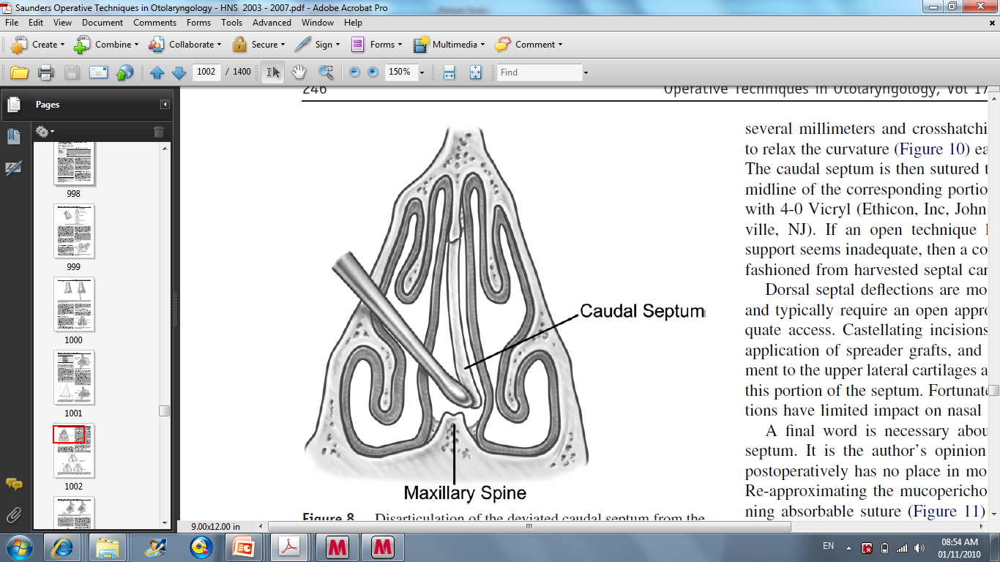 Saunders Operative Techniques in Otolaryngology - HNS 2003 - 2007.pdf - Adobe Acrobat Pro
File Edit View Document Comments Forms Tools Advanced Window Help
Create Combine Collaborate Secure Sign Forms Multimedia Comment
1002 / 1400 150% Find
Pages
998
999
1000
1001
1002
246 Operative Techniques in Otolaryngology, Vol 17
Caudal Septum
Maxillary Spine
Figure 8 Disarticulation of the deviated caudal septum from the
several millimeters and crosshatchi
to relax the curvature (Figure 10) ea
The caudal septum is then sutured t
midline of the corresponding portio
with 4-0 Vicryl (Ethicon, Inc, John
ville, NJ). If an open technique
support seems inadequate, then a co
fashioned from harvested septal car
Dorsal septal deflections are mo
and typically require an open appro
quate access. Castellating incisions
application of spreader grafts, and
ment to the upper lateral cartilages a
this portion of the septum. Fortunate
tions have limited impact on nasal
A final word is necessary abou
septum. It is the author's opinion
postoperatively has no place in mo
Re-approximating the mucopericho
ning absorbable suture (Figure 11)
9.00x12.00 in
EN
08:54 AM
01/11/2010